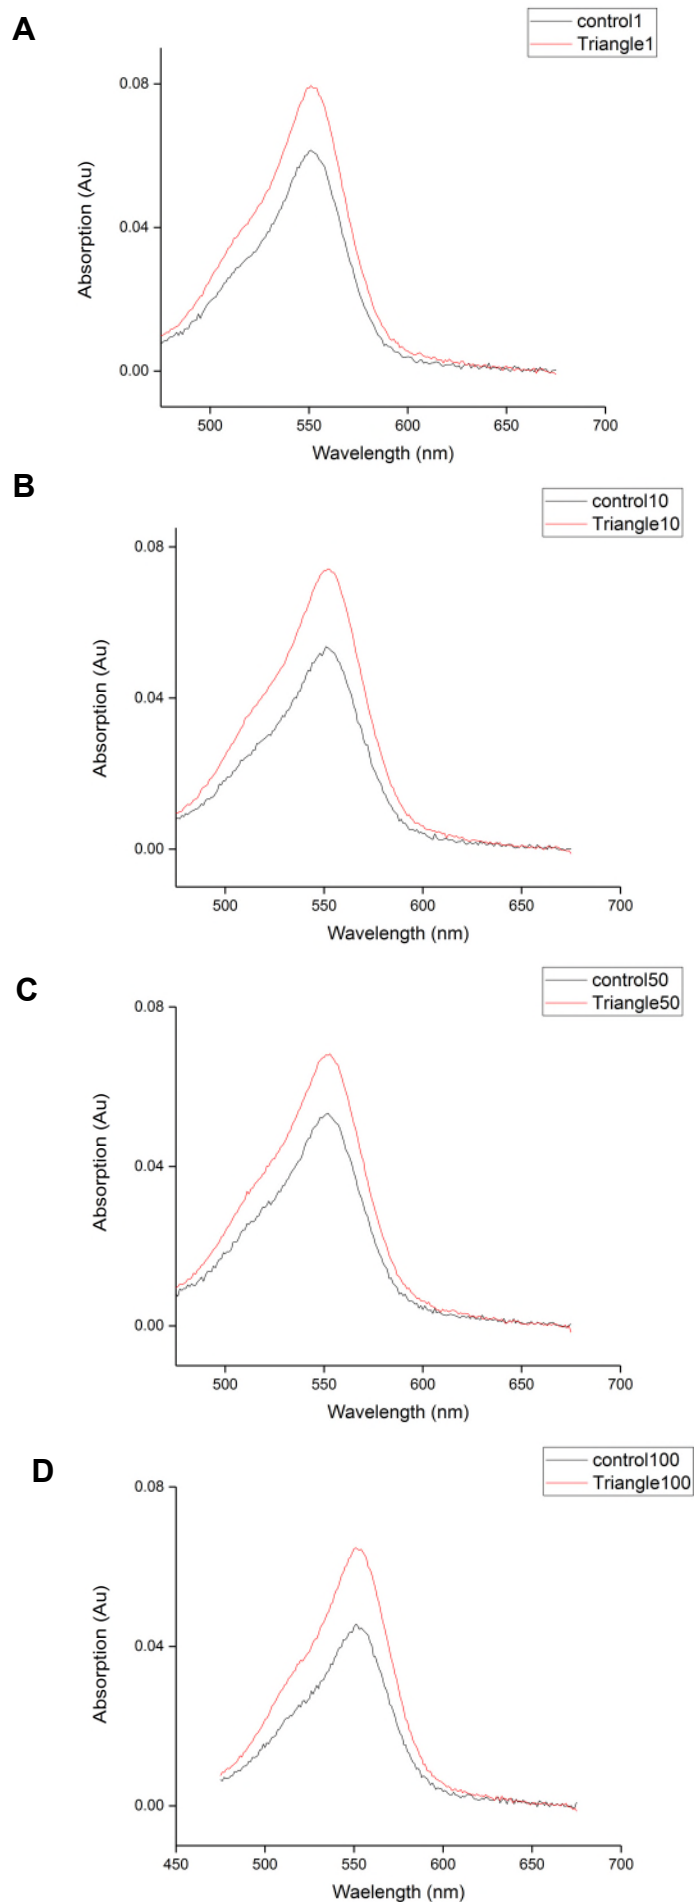 A
control1
Triangle1
0.08
0.04
0.00
Absorption (Au)
500 550 600 650 700
Wavelength (nm)
B
control10
Triangle10
0.08
0.04
0.00
Absorption (Au)
500 550 600 650 700
Wavelength (nm)
C
control50
Triangle50
0.08
0.04
0.00
Absorption (Au)
500 550 600 650 700
Wavelength (nm)
D
control100
Triangle100
0.08
0.04
0.00
Absorption (Au)
450 500 550 600 650 700
Waelength (nm)